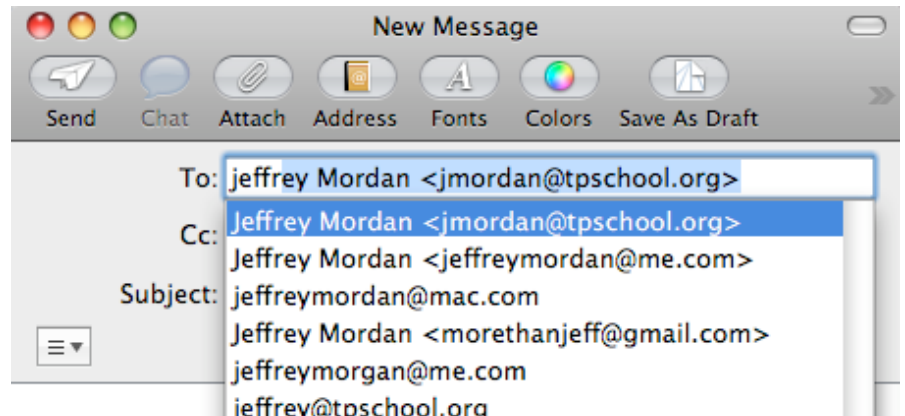 New Message
Send Chat Attach Address Fonts Colors Save As Draft
To: jeffrey Mordan <jmordan@tpschool.org>
Jeffrey Mordan <jmordan@tpschool.org>
Cc:
Jeffrey Mordan <jeffreymordan@me.com>
Subject: jeffreymordan@mac.com
Jeffrey Mordan <morethanjeff@gmail.com>
jeffreymorgan@me.com
jeffrey@tpschool.org